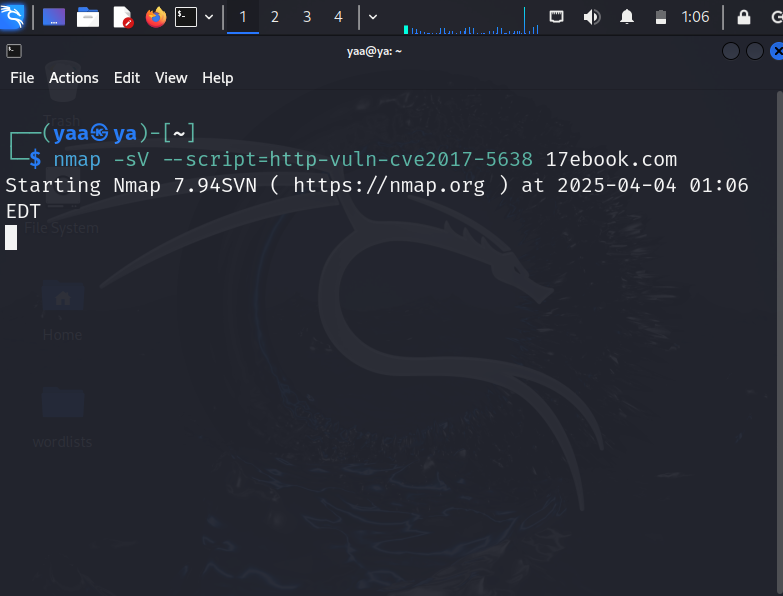 1 2 3 4 1:06
yaa@ya: ~
File Actions Edit View Help
Trash
┌──(yaa㉿ya)-[~]
└─$ nmap -sV --script=http-vuln-cve2017-5638 17ebook.com
Starting Nmap 7.94SVN ( https://nmap.org ) at 2025-04-04 01:06
EDT
File System
Home
wordlists